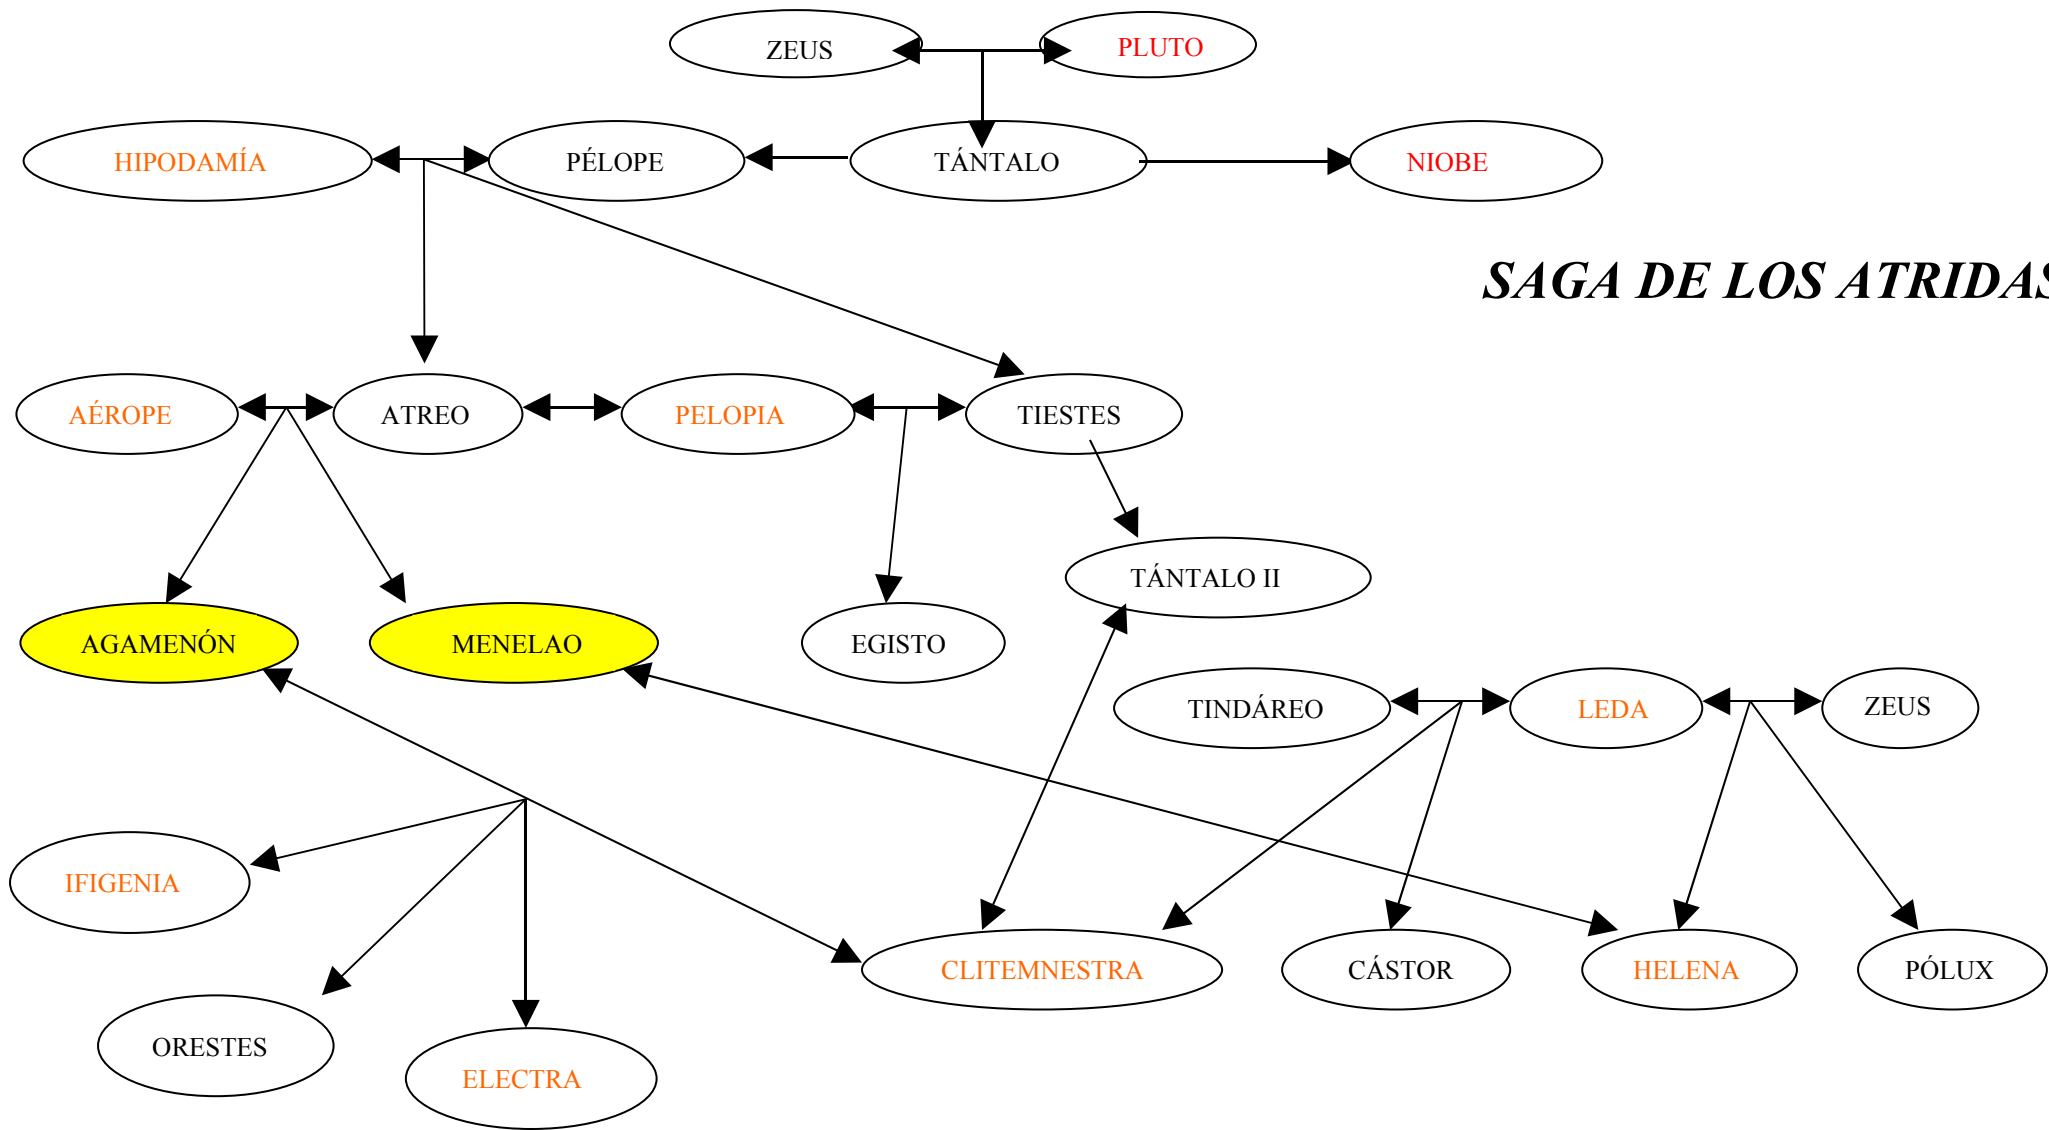 ZEUS
PLUTO
HIPODAMÍA
PÉLOPE
TÁNTALO
NIOBE
SAGA DE LOS ATRIDAS
AÉROPE
ATREO
PELOPIA
TIESTES
TÁNTALO II
AGAMENÓN
MENELAO
EGISTO
TINDÁREO
LEDA
ZEUS
IFIGENIA
CLITEMNESTRA
CÁSTOR
HELENA
PÓLUX
ORESTES
ELECTRA